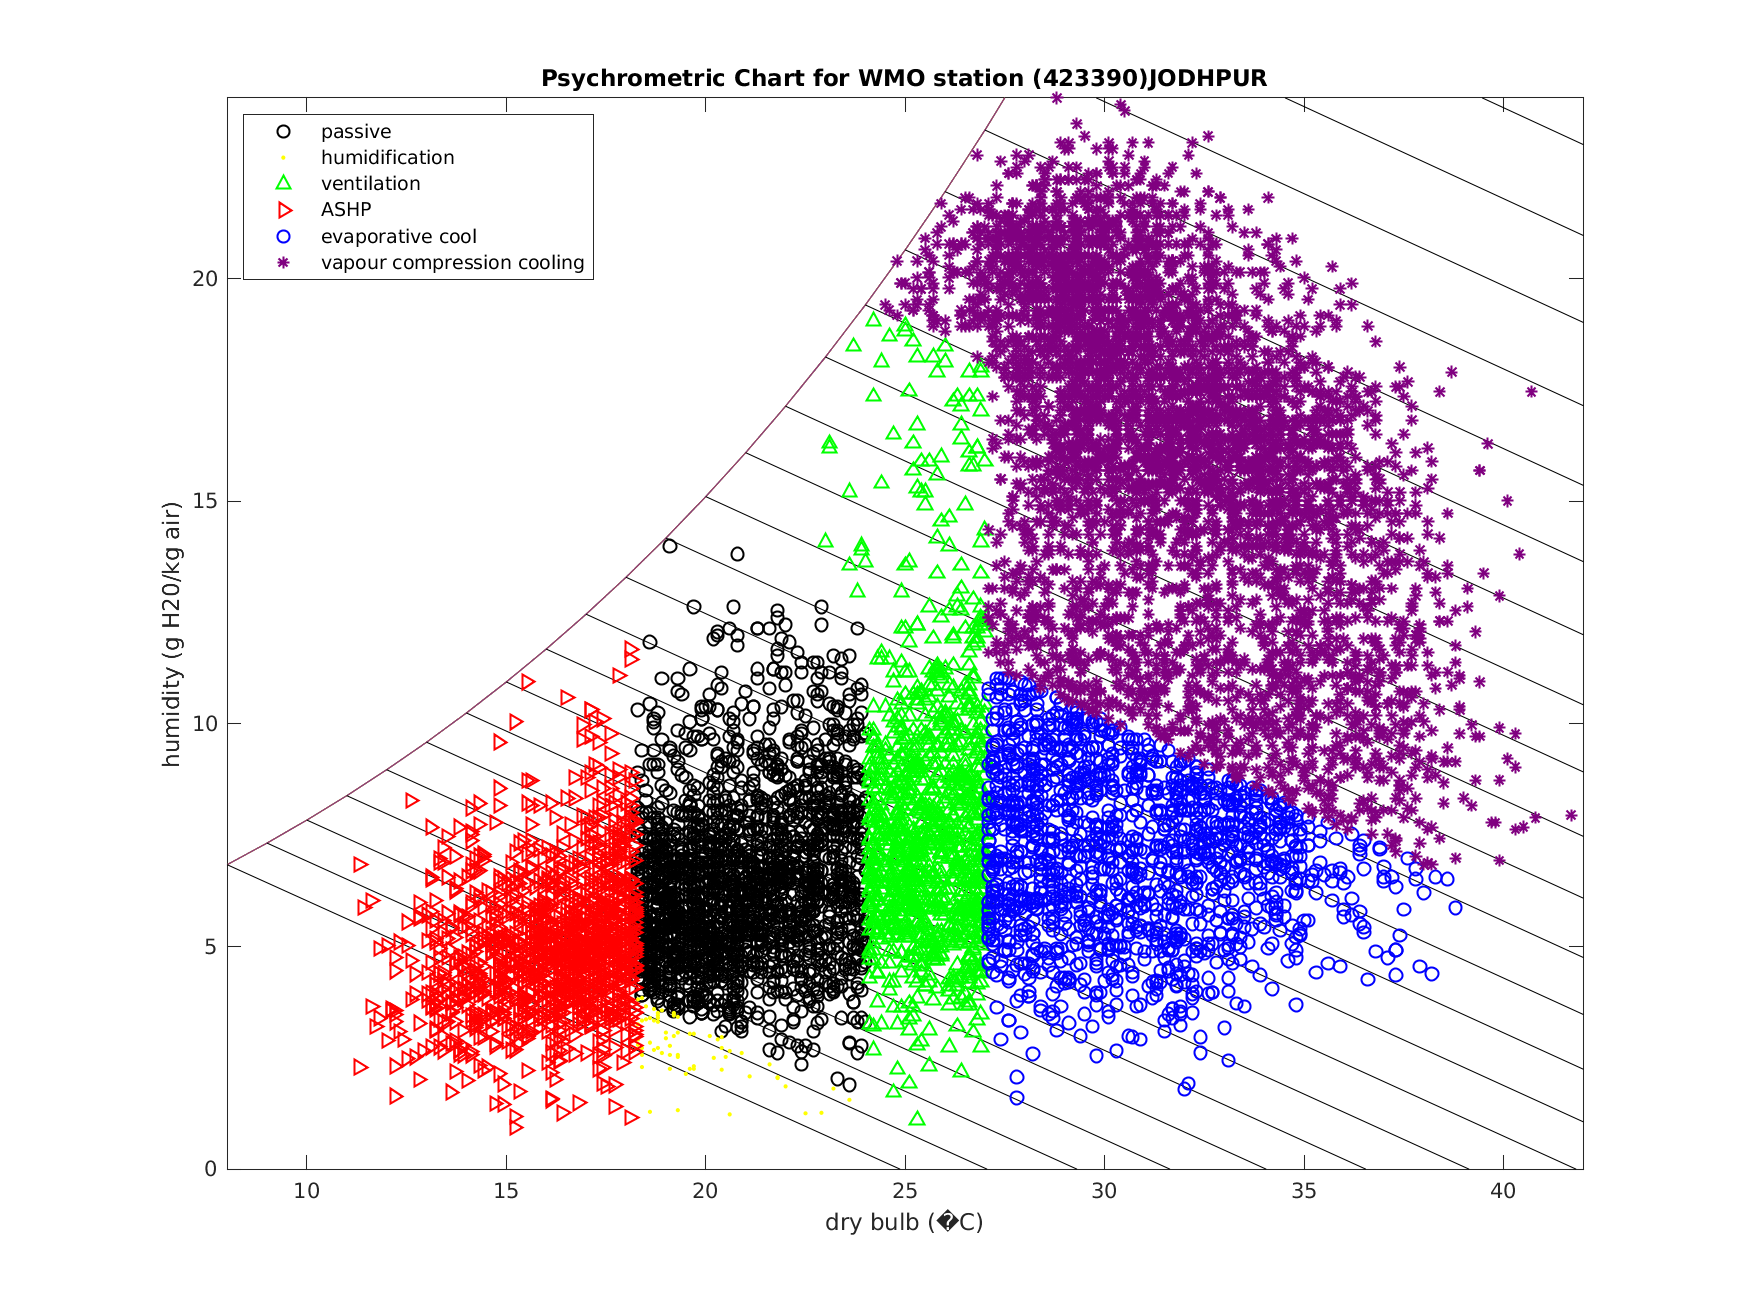 Psychrometric Chart for WMO station (423390)JODHPUR
passive
humidification
ventilation
ASHP
evaporative cool
vapour compression cooling
humidity (g H20/kg air)
20
15
10
5
0
10
15
20
25
30
35
40
dry bulb (�C)